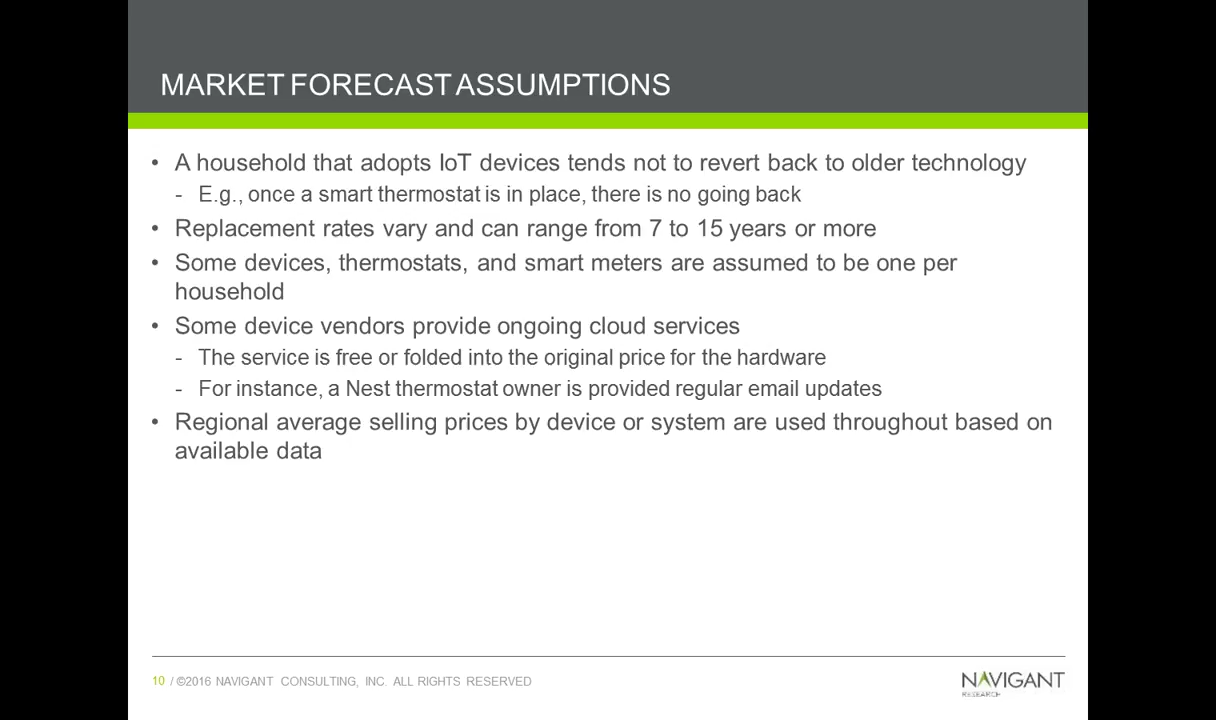 MARKET FORECAST ASSUMPTIONS
• A household that adopts IoT devices tends not to revert back to older technology
- E.g., once a smart thermostat is in place, there is no going back
• Replacement rates vary and can range from 7 to 15 years or more
• Some devices, thermostats, and smart meters are assumed to be one per
household
• Some device vendors provide ongoing cloud services
- The service is free or folded into the original price for the hardware
- For instance, a Nest thermostat owner is provided regular email updates
• Regional average selling prices by device or system are used throughout based on
available data
10 / ©2016 NAVIGANT CONSULTING, INC. ALL RIGHTS RESERVED
NAVIGANT
RESEARCH